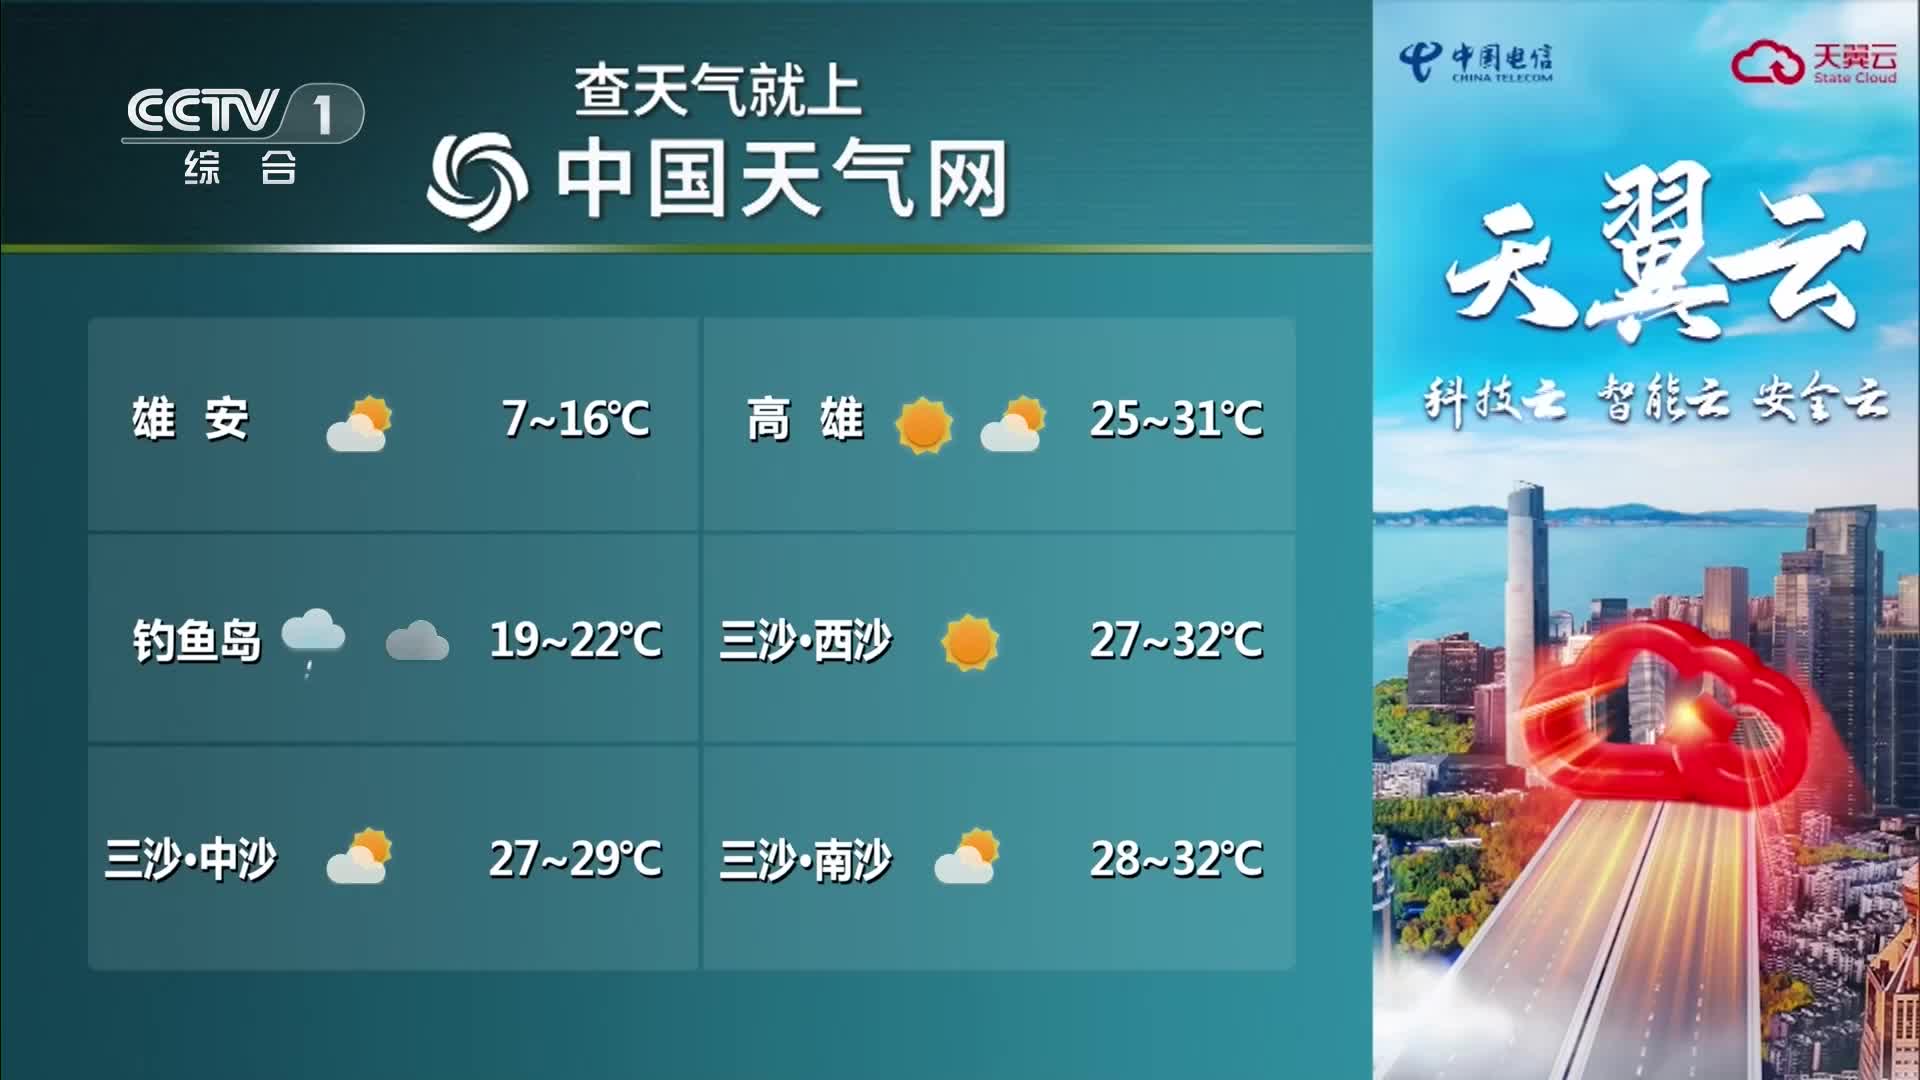 CCTV 1
综 合
查天气就上
中国天气网
雄 安 7~16℃
高 雄 25~31℃
钓鱼岛 19~22℃
三沙·西沙 27~32℃
三沙·中沙 27~29℃
三沙·南沙 28~32℃
中国电信
CHINA TELECOM
天翼云
State Cloud
天翼云
科技云 智能云 安全云